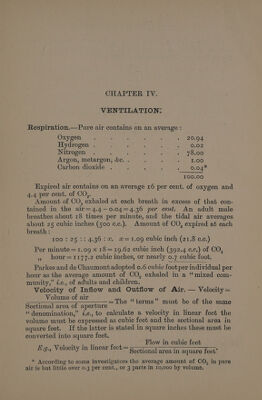 CHAPTER IV.
VENTILATION.
Respiration.—Pure air contains on an average :
Oxygen . . . . . . 20.94
Hydrogen . . . . . . 0.02
Nitrogen . . . . . . 78.00
Argon, metargon, &c. . . . . 1.00
Carbon dioxide . . . . . 0.04*
100.00
Expired air contains on an average 16 per cent. of oxygen and
4.4 per cent. of CO₂.
Amount of CO₂ exhaled at each breath in excess of that con-
tained in the air=4.4 – 0.04=4.36 per cent. An adult male
breathes about 18 times per minute, and the tidal air averages
about 25 cubic inches (500 c.c.). Amount of CO₂ expired at each
breath :
100 : 25 : : 4.36 : x. x=1.09 cubic inch (21.8 c.c.)
Per minute=1.09 × 18=19.62 cubic inch (392.4 c.c.) of CO₂
„ hour=1177.2 cubic inches, or nearly 0.7 cubic foot.
Parkes and de Chaumont adopted 0.6 cubic foot per individual per
hour as the average amount of CO₂ exhaled in a "mixed com-
munity," i.e., of adults and children.
Velocity of Inflow and Outflow of Air. — Velocity=
Volume of air
Sectional area of aperture =The "terms" must be of the same
"denomination," i.e., to calculate a velocity in linear feet the
volume must be expressed as cubic feet and the sectional area in
square feet. If the latter is stated in square inches these must be
converted into square feet.
E.g., Velocity in linear feet= Flow in cubic feet
Sectional area in square feet'
* According to some investigators the average amount of CO₂ in pure
air is but little over 0.3 per cent., or 3 parts in 10,000 by volume.